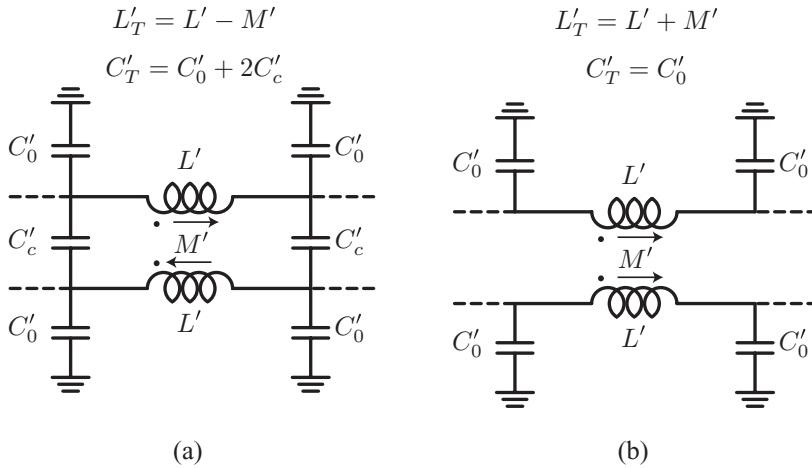 L'_T = L' − M'
C'_T = C'_0 + 2C'_c
C'_0
C'_0
L'
C'_c
M'
C'_c
C'_0
L'
C'_0
(a)
L'_T = L' + M'
C'_T = C'_0
C'_0
L'
C'_0
M'
C'_0
L'
C'_0
(b)